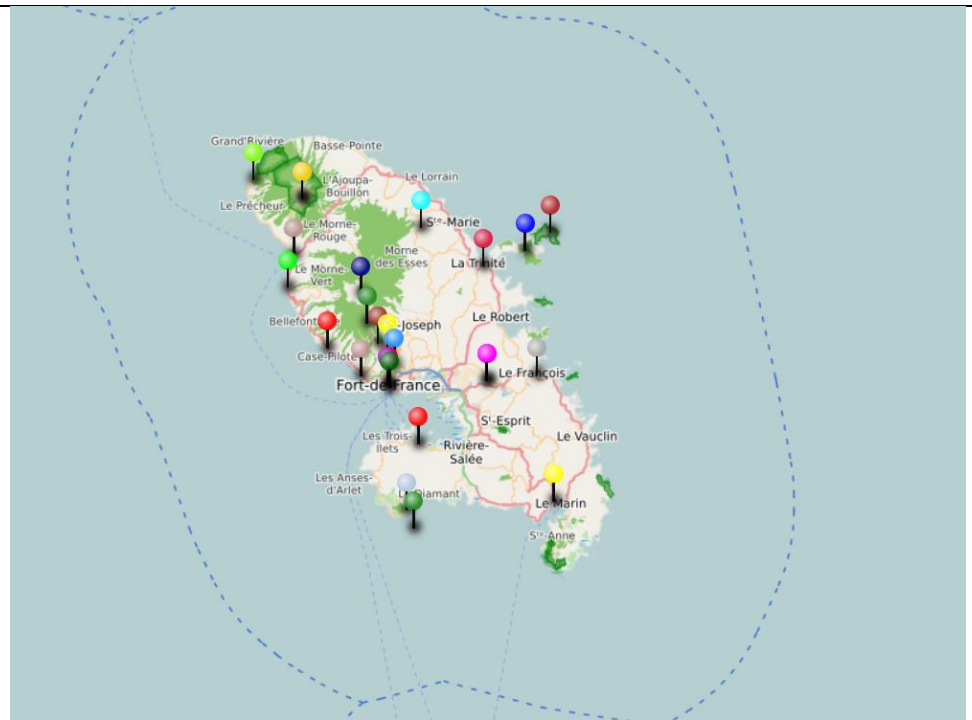 Grand'Rivière
Basse-Pointe
Le Lorrain
L'Ajoupa-
Bouillon
Le Prêcheur
Le Morne-
Rouge
Sᵗᵉ-Marie
Morne
des Esses
La Trinité
Le Morne-
Vert
Le Robert
-Joseph
Case-Pilote
Le François
Fort-de-France
Sᵗ-Esprit
Le Vauclin
Les Trois-
Ilets
Rivière-
Salée
Les Anses-
d'Arlet
Diamant
Le Marin
Sᵗᵉ-Anne